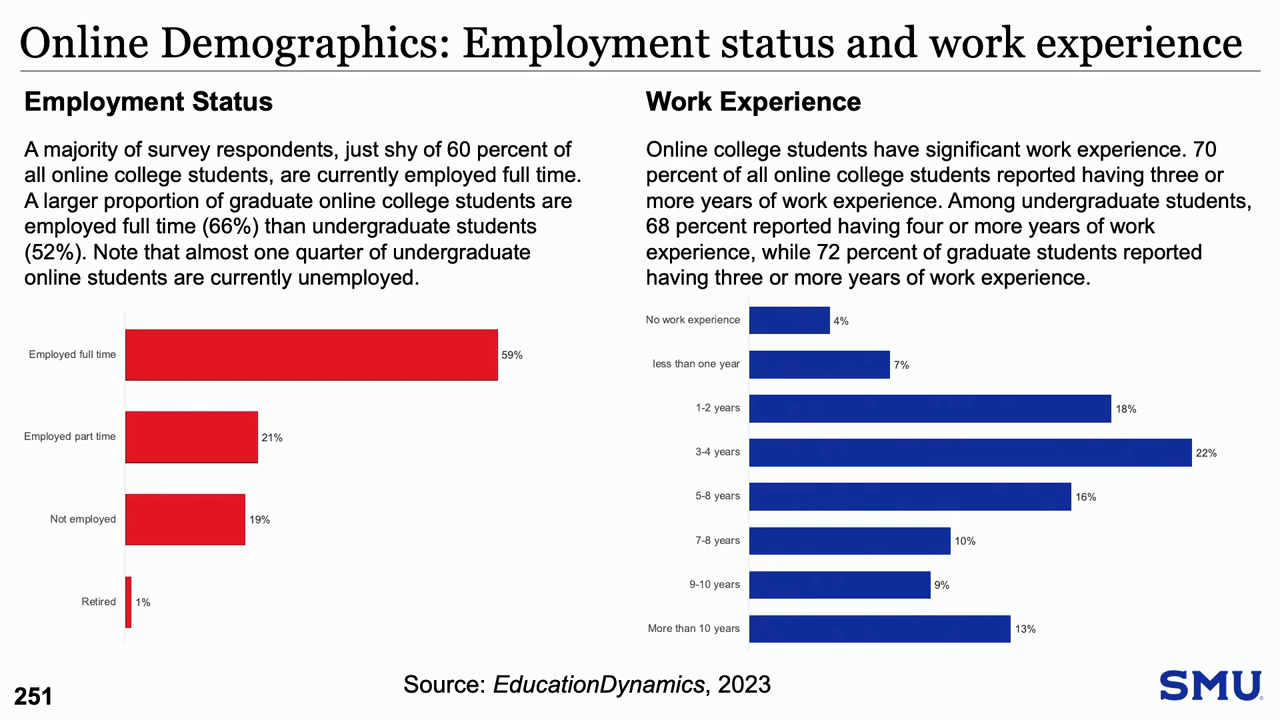 Online Demographics: Employment status and work experience
Employment Status
A majority of survey respondents, just shy of 60 percent of
all online college students, are currently employed full time.
A larger proportion of graduate online college students are
employed full time (66%) than undergraduate students
(52%). Note that almost one quarter of undergraduate
online students are currently unemployed.
Employed full time 59%
Employed part time 21%
Not employed 19%
Retired 1%
Work Experience
Online college students have significant work experience. 70
percent of all online college students reported having three or
more years of work experience. Among undergraduate students,
68 percent reported having four or more years of work
experience, while 72 percent of graduate students reported
having three or more years of work experience.
No work experience 4%
less than one year 7%
1-2 years 18%
3-4 years 22%
5-8 years 16%
7-8 years 10%
9-10 years 9%
More than 10 years 13%
251
Source: EducationDynamics, 2023
SMU